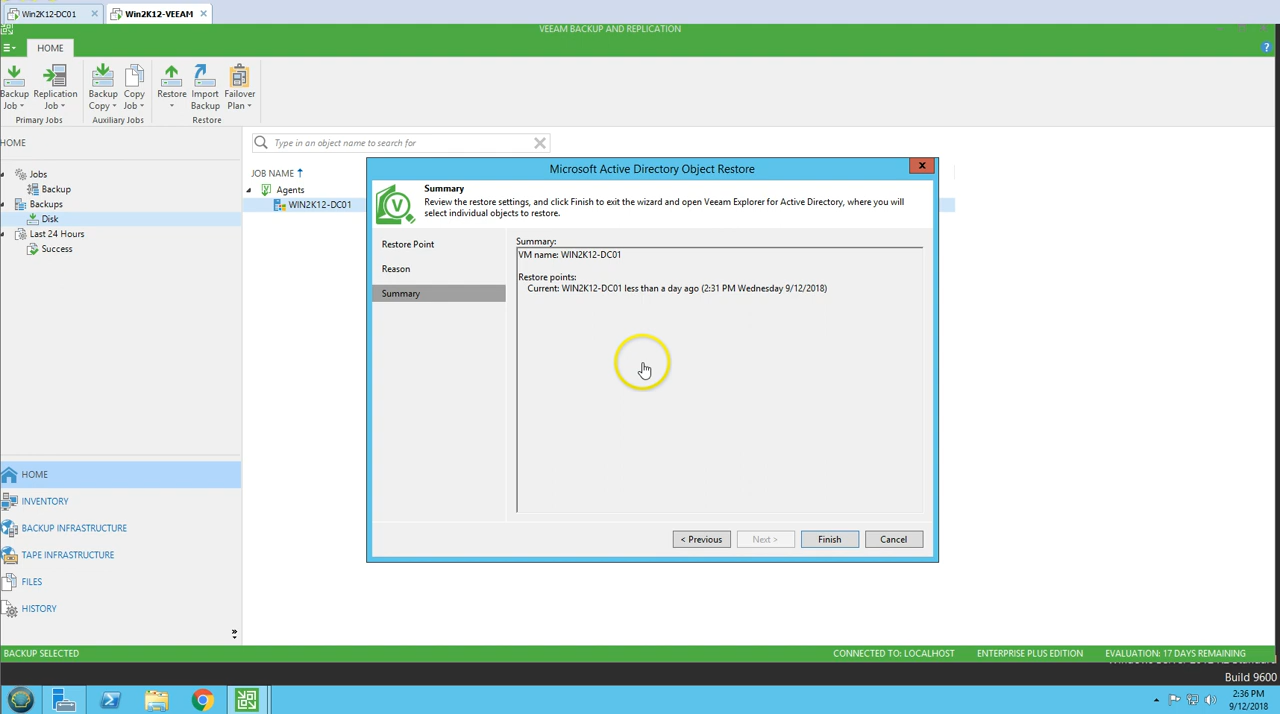 Win2K12-DC01
Win2K12-VEEAM
VEEAM BACKUP AND REPLICATION
HOME
Backup Job
Replication Job
Backup Copy
Copy Job
Restore
Import Backup
Failover Plan
Primary Jobs
Auxiliary Jobs
Restore
HOME
Jobs
Backup
Backups
Disk
Last 24 Hours
Success
Type in an object name to search for
JOB NAME
Agents
WIN2K12-DC01
Microsoft Active Directory Object Restore
Summary
Review the restore settings, and click Finish to exit the wizard and open Veeam Explorer for Active Directory, where you will
select individual objects to restore.
Restore Point
Reason
Summary
Summary:
VM name: WIN2K12-DC01
Restore points:
Current: WIN2K12-DC01 less than a day ago (2:31 PM Wednesday 9/12/2018)
< Previous
Next >
Finish
Cancel
HOME
INVENTORY
BACKUP INFRASTRUCTURE
TAPE INFRASTRUCTURE
FILES
HISTORY
BACKUP SELECTED
CONNECTED TO: LOCALHOST
ENTERPRISE PLUS EDITION
EVALUATION: 17 DAYS REMAINING
Build 9600
2:36 PM
9/12/2018